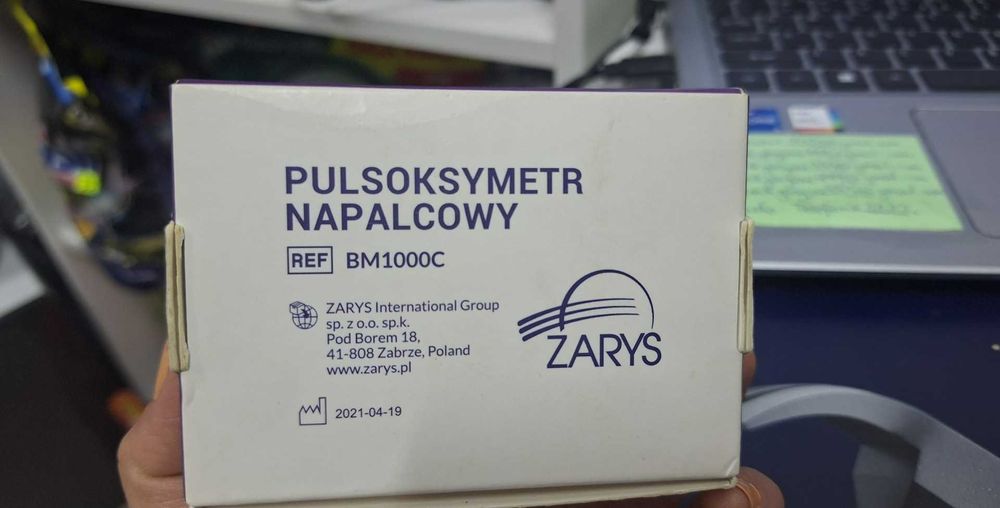 PULSOKSYMETR
NAPALCOWY
REF BM1000C
ZARYS International Group
sp. z o.o. sp.k.
Pod Borem 18,
41-808 Zabrze, Poland
www.zarys.pl
ZARYS
2021-04-19